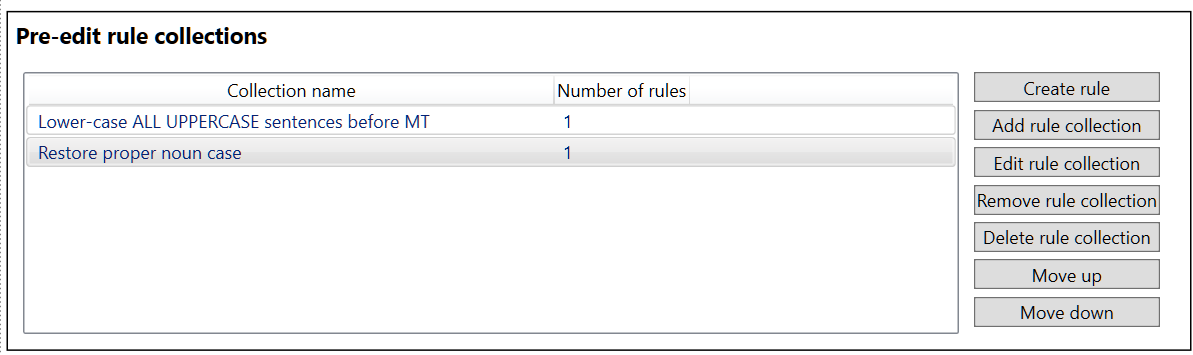 Pre-edit rule collections
Collection name Number of rules
Lower-case ALL UPPERCASE sentences before MT 1
Restore proper noun case 1
Create rule
Add rule collection
Edit rule collection
Remove rule collection
Delete rule collection
Move up
Move down